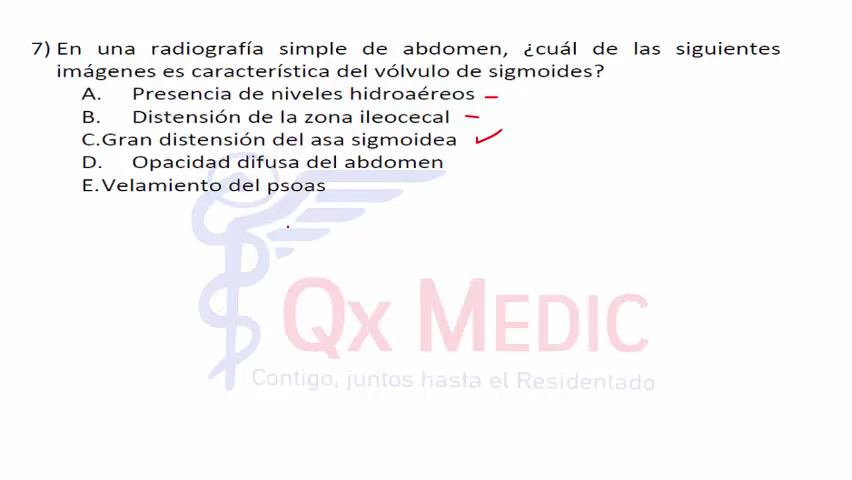 7) En una radiografía simple de abdomen, ¿cuál de las siguientes
imágenes es característica del vólvulo de sigmoides?
A. Presencia de niveles hidroaéreos
B. Distensión de la zona ileocecal
C.Gran distensión del asa sigmoidea
D. Opacidad difusa del abdomen
E.Velamiento del psoas
Qx MEDIC
Contigo, juntos hasta el Residentado